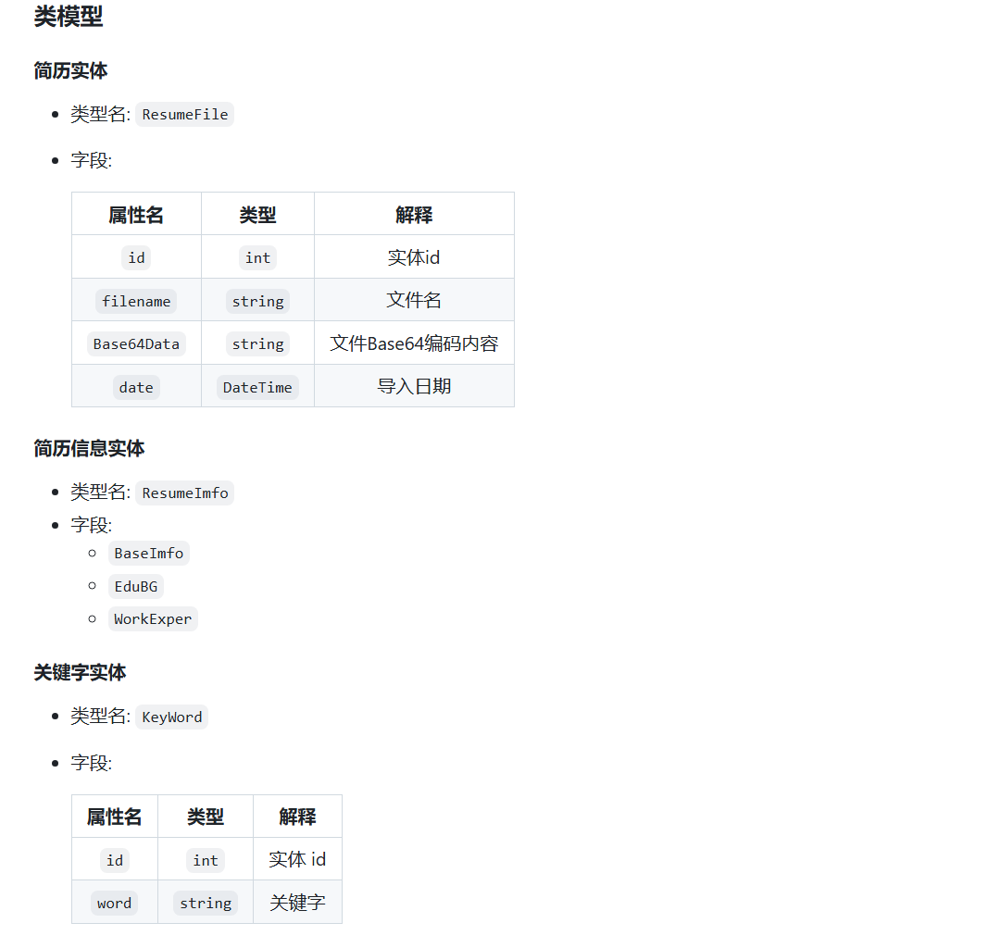 类模型
简历实体
类型名: ResumeFile
字段:
属性名 类型 解释
id int 实体id
filename string 文件名
Base64Data string 文件Base64编码内容
date DateTime 导入日期
简历信息实体
类型名: ResumeImfo
字段:
BaseImfo
EduBG
WorkExper
关键字实体
类型名: KeyWord
字段:
属性名 类型 解释
id int 实体 id
word string 关键字